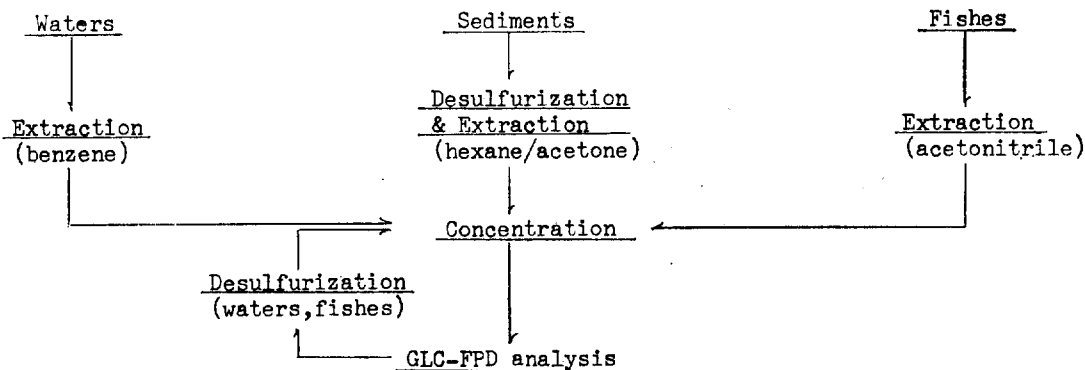 Waters
Sediments
Fishes
Extraction
(benzene)
Desulfurization
& Extraction
(hexane/acetone)
Extraction
(acetonitrile)
Concentration
Desulfurization
(waters,fishes)
GLC-FPD analysis